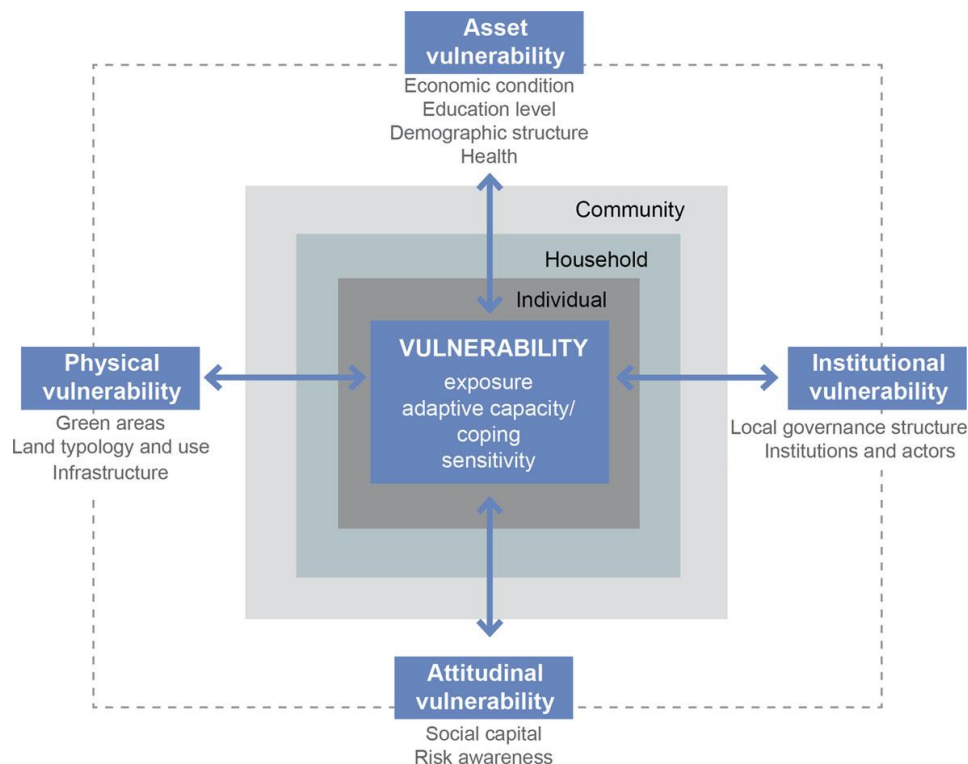 Asset
vulnerability
Economic condition
Education level
Demographic structure
Health
Community
Household
Individual
VULNERABILITY
exposure
adaptive capacity/
coping
sensitivity
Physical
vulnerability
Green areas
Land typology and use
Infrastructure
Institutional
vulnerability
Local governance structure
Institutions and actors
Attitudinal
vulnerability
Social capital
Risk awareness